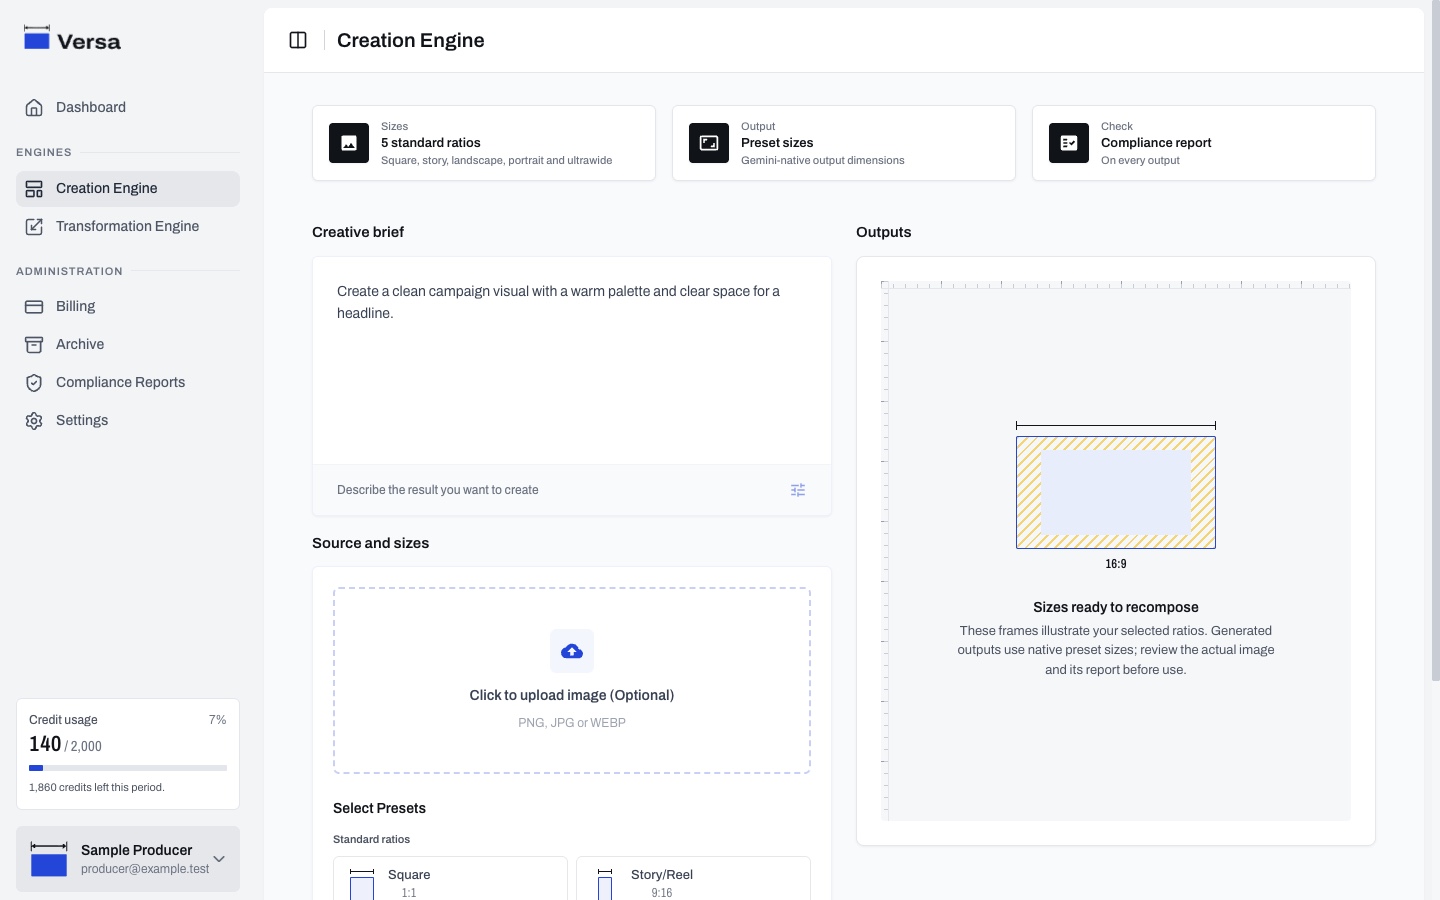 Versa
Dashboard
ENGINES
Creation Engine
Transformation Engine
ADMINISTRATION
Billing
Archive
Compliance Reports
Settings
Credit usage
7%
140 / 2,000
1,860 credits left this period.
Sample Producer
producer@example.test
Creation Engine
Sizes
5 standard ratios
Square, story, landscape, portrait and ultrawide
Output
Preset sizes
Gemini-native output dimensions
Check
Compliance report
On every output
Creative brief
Create a clean campaign visual with a warm palette and clear space for a
headline.
Describe the result you want to create
Source and sizes
Click to upload image (Optional)
PNG, JPG or WEBP
Select Presets
Standard ratios
Square
1:1
Story/Reel
9:16
Outputs
16:9
Sizes ready to recompose
These frames illustrate your selected ratios. Generated
outputs use native preset sizes; review the actual image
and its report before use.